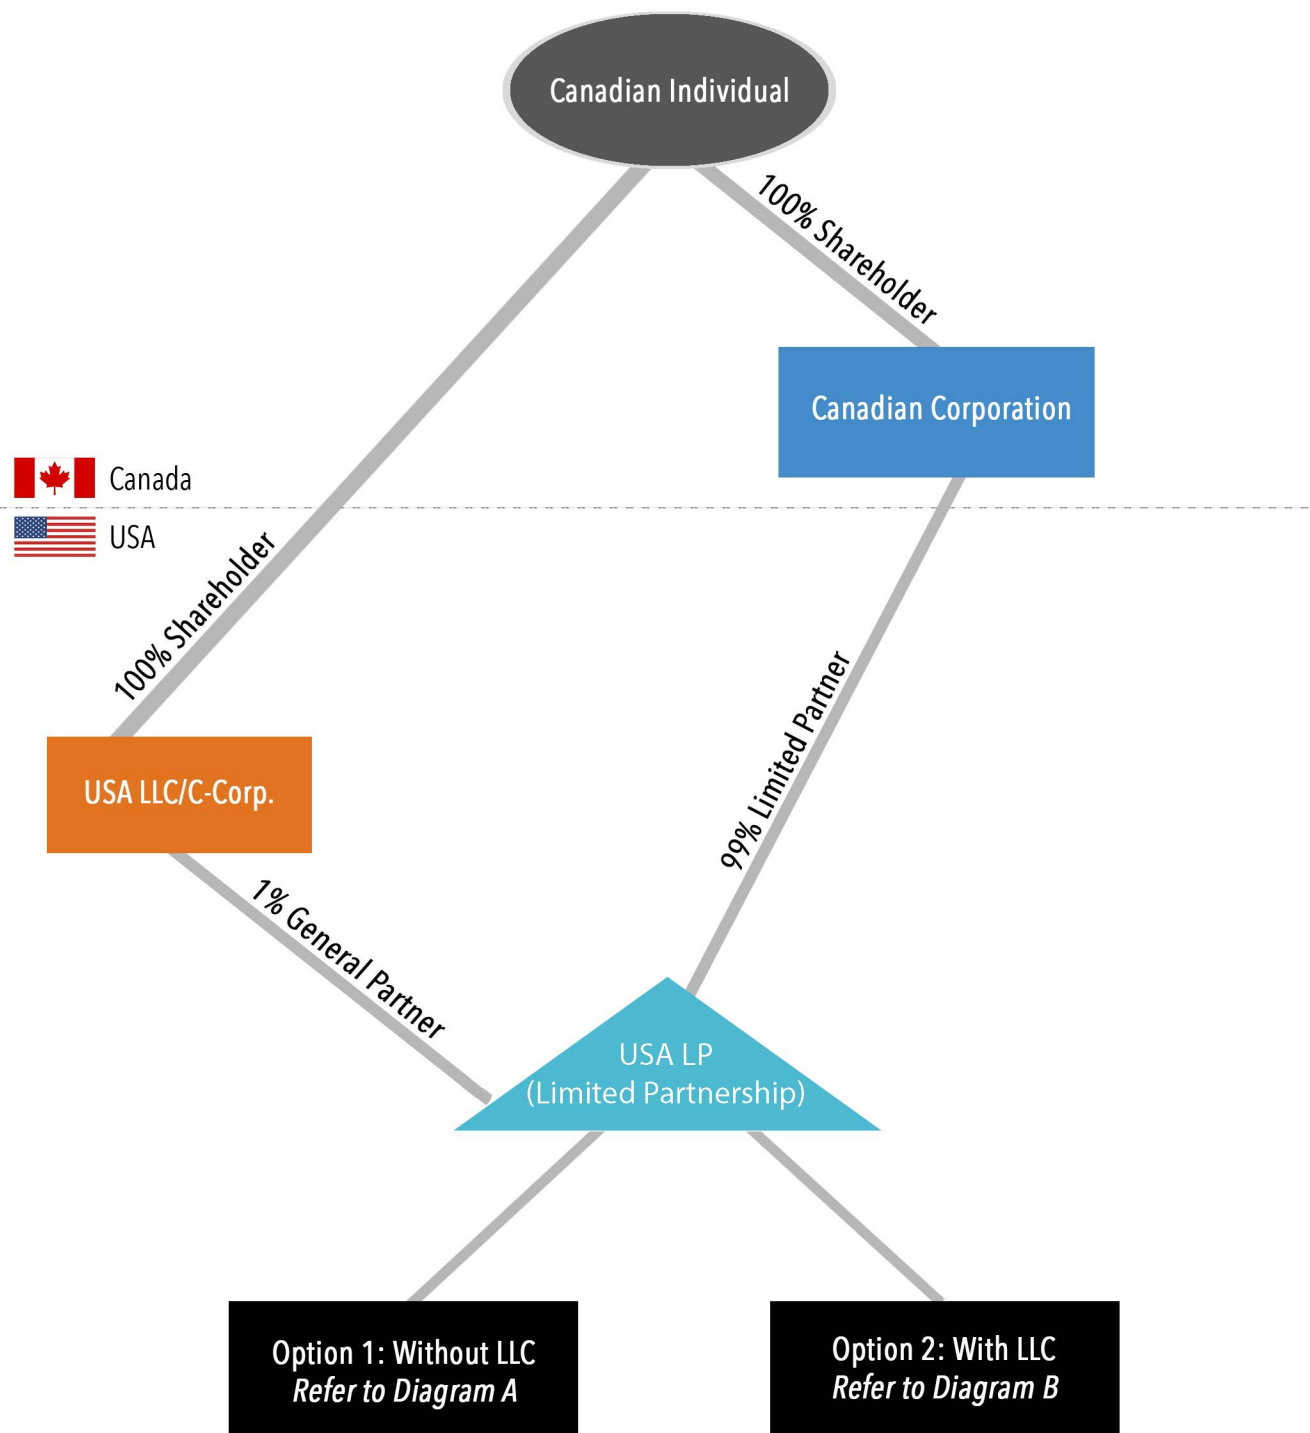 Canadian Individual
100% Shareholder
Canadian Corporation
Canada
USA
100% Shareholder
99% Limited Partner
USA LLC/C-Corp.
1% General Partner
USA LP
(Limited Partnership)
Option 1: Without LLC
Refer to Diagram A
Option 2: With LLC
Refer to Diagram B